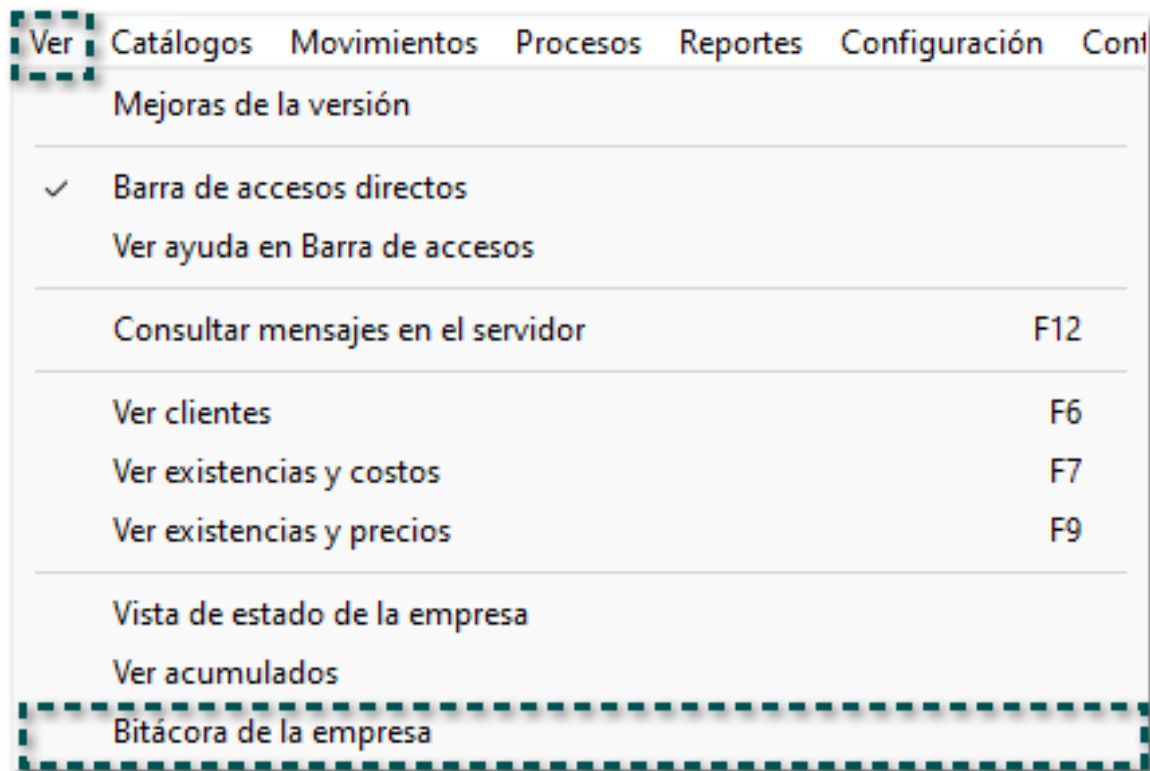 Ver Catálogos Movimientos Procesos Reportes Configuración Cont
Mejoras de la versión
Barra de accesos directos
Ver ayuda en Barra de accesos
Consultar mensajes en el servidor F12
Ver clientes F6
Ver existencias y costos F7
Ver existencias y precios F9
Vista de estado de la empresa
Ver acumulados
Bitácora de la empresa